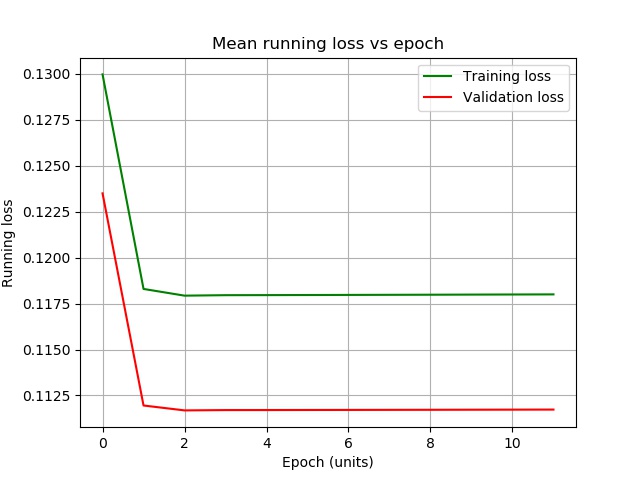 Mean running loss vs epoch
Training loss
Validation loss
0.1300
0.1275
0.1250
0.1225
0.1200
0.1175
0.1150
0.1125
Running loss
0 2 4 6 8 10
Epoch (units)